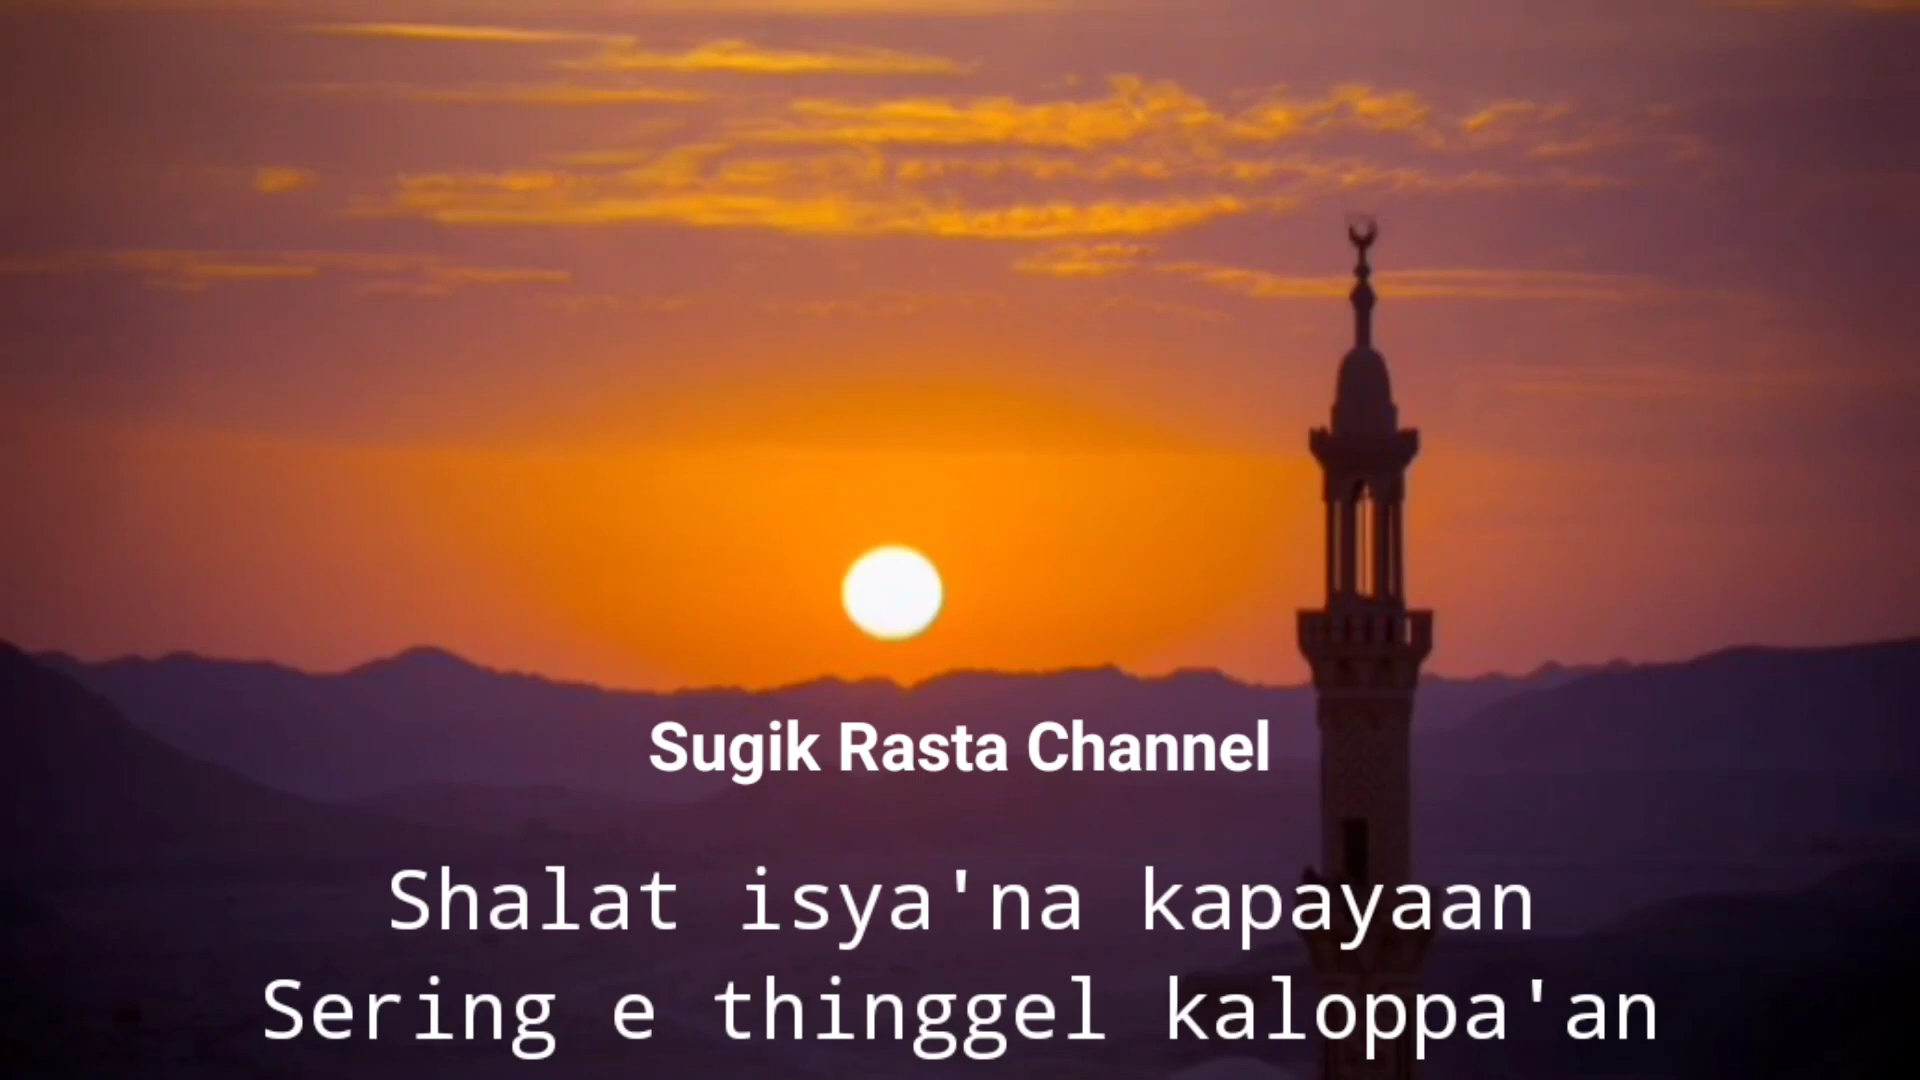 Sugik Rasta Channel
Shalat isya'na kapayaan
Sering e thinggel kaloppa'an